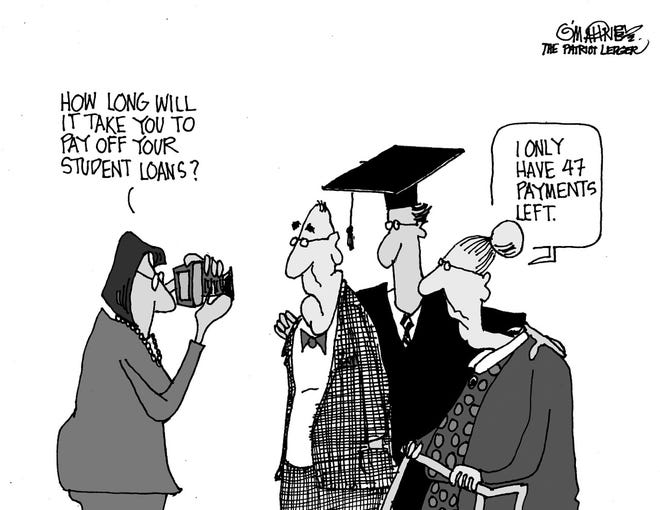 THE PATRIOT LEDGER
HOW LONG WILL
IT TAKE YOU TO
PAY OFF YOUR
STUDENT LOANS?
I ONLY
HAVE 47
PAYMENTS
LEFT.